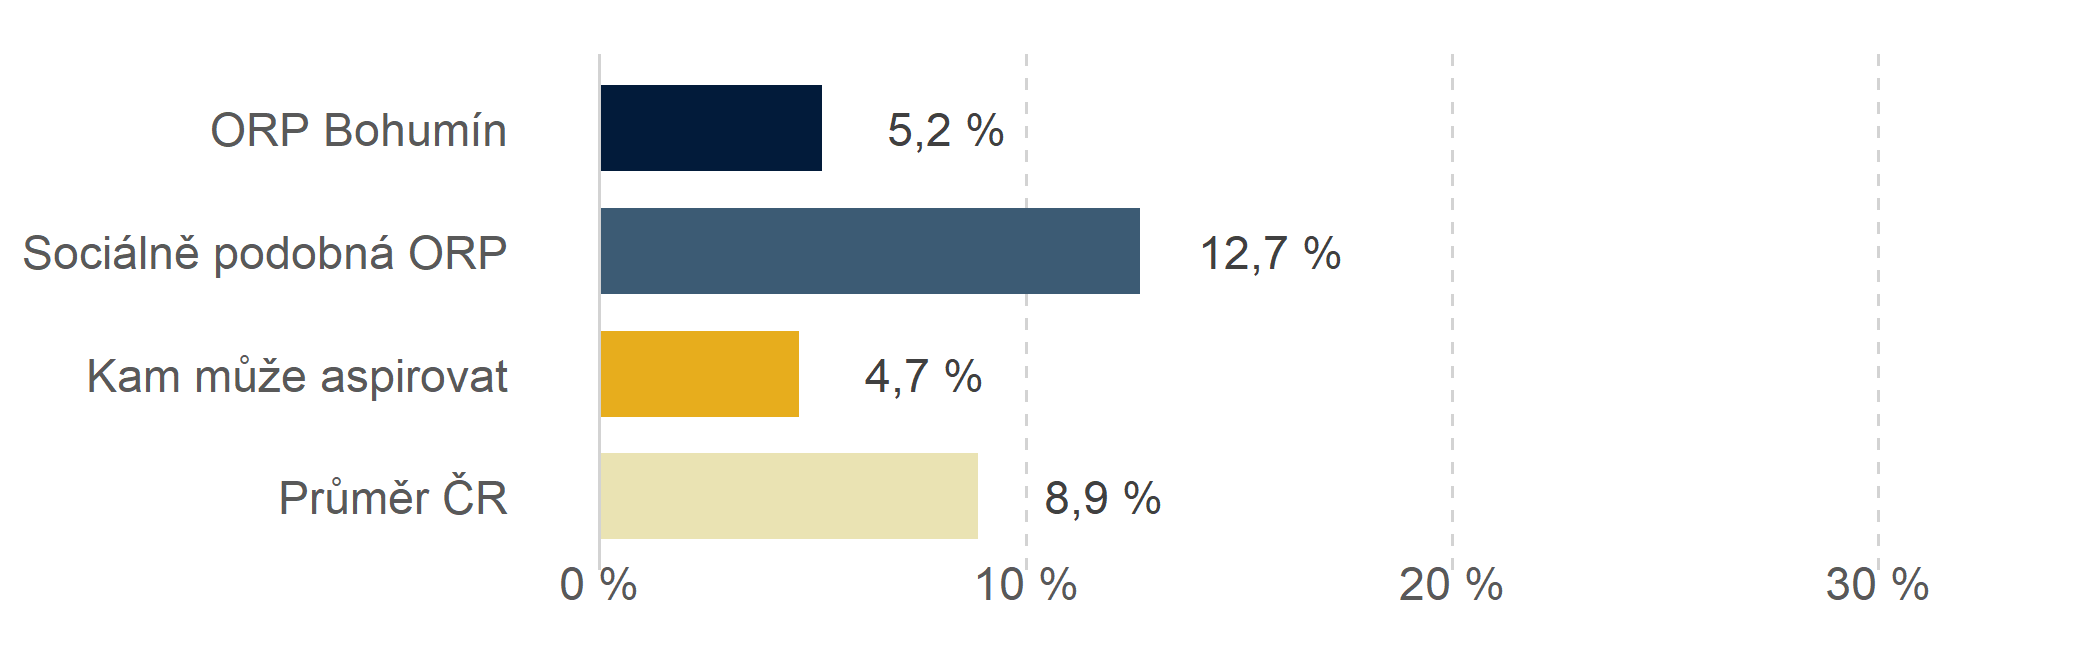 ORP Bohumín 5,2 %
Sociálně podobná ORP 12,7 %
Kam může aspirovat 4,7 %
Průměr ČR 8,9 %
0 % 10 % 20 % 30 %